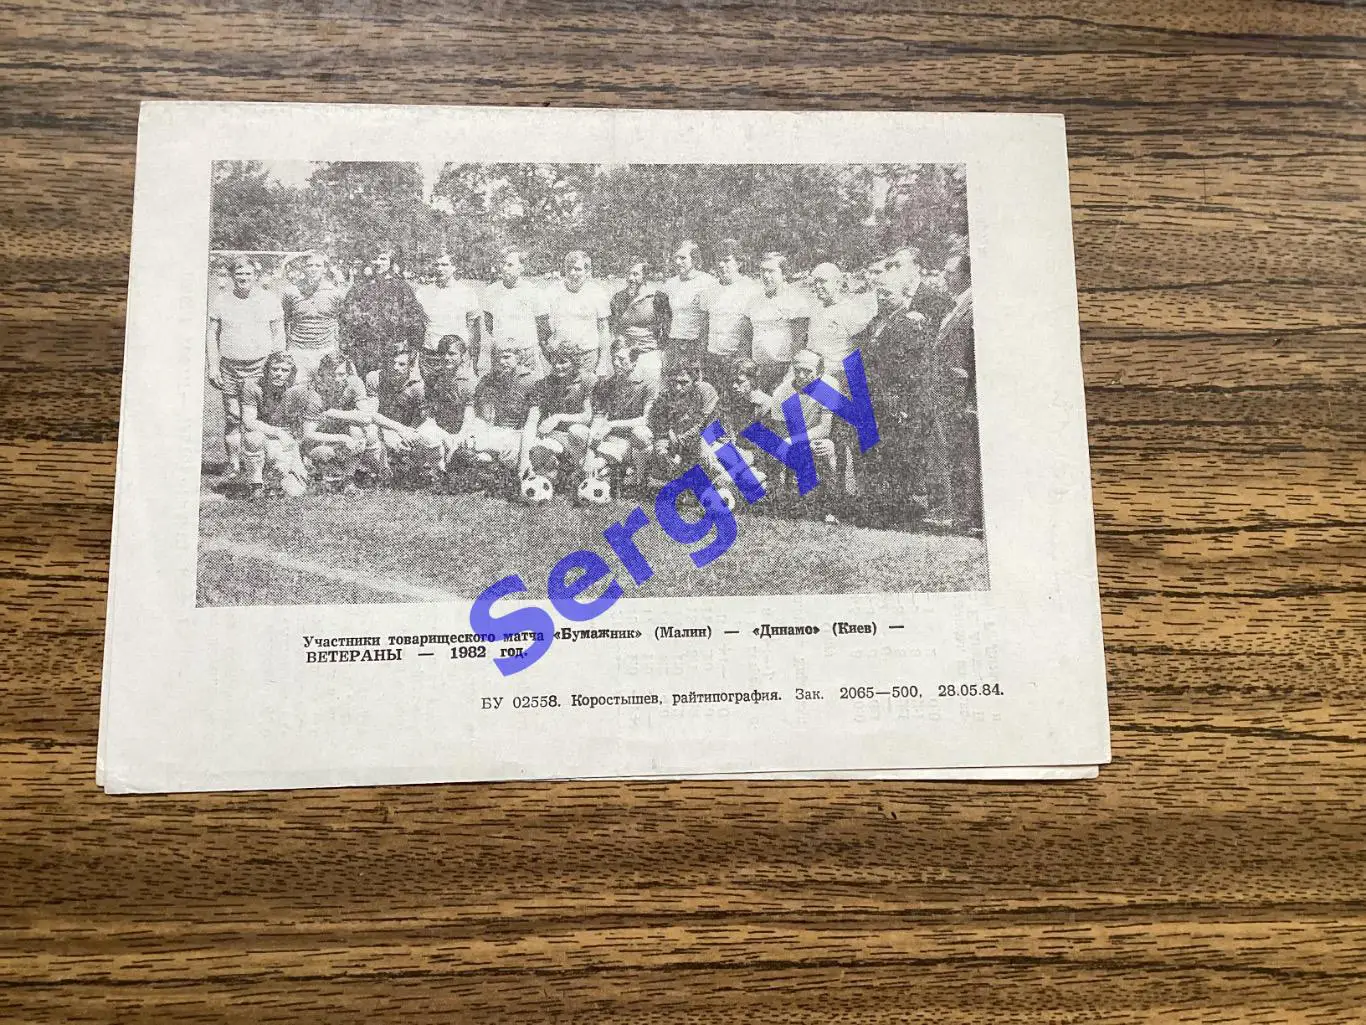 Участники товарищеского матча «Бумажник» (Малин) — «Динамо» (Киев) —
ВЕТЕРАНЫ — 1982 год.
БУ 02558. Коростышев, райтипография. Зак. 2065—500, 28.05.84.
Sergiyy